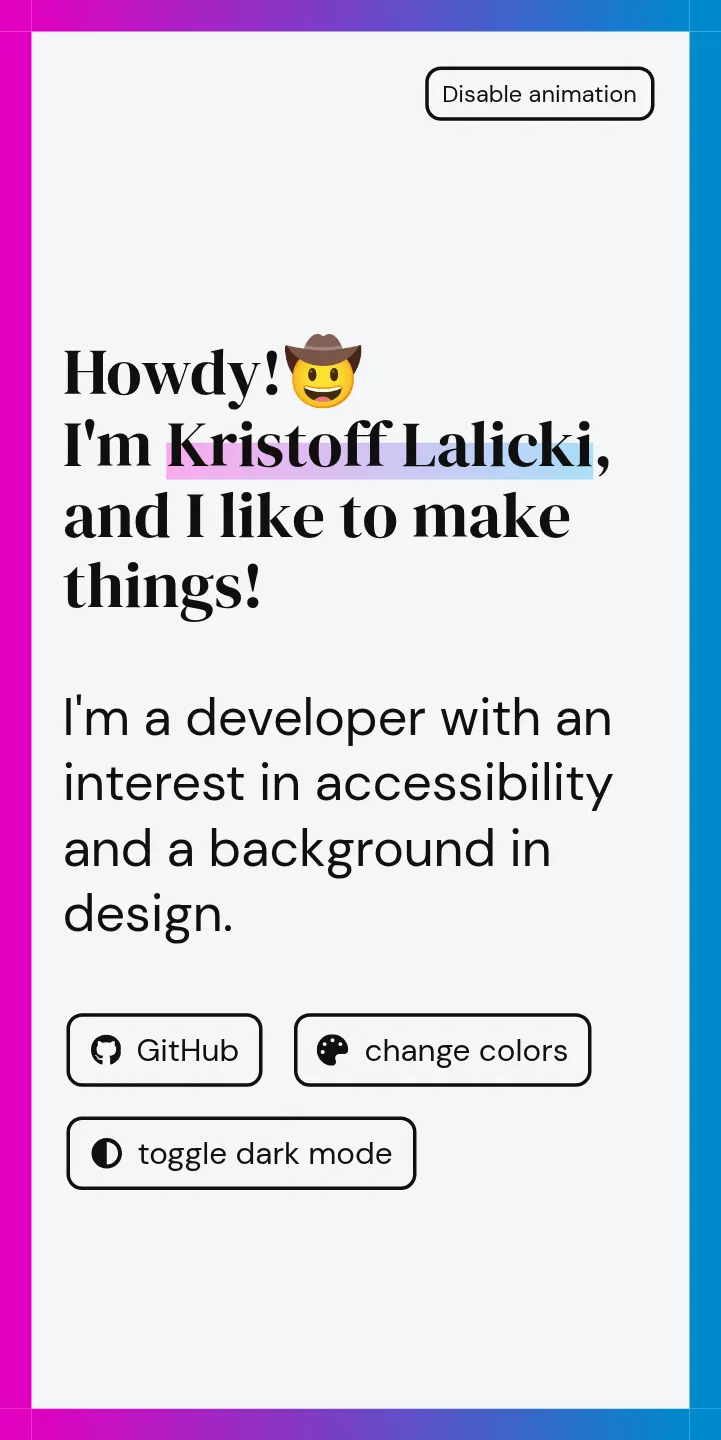 Disable animation
Howdy!🤠
I'm Kristoff Lalicki,
and I like to make
things!
I'm a developer with an
interest in accessibility
and a background in
design.
GitHub
change colors
toggle dark mode